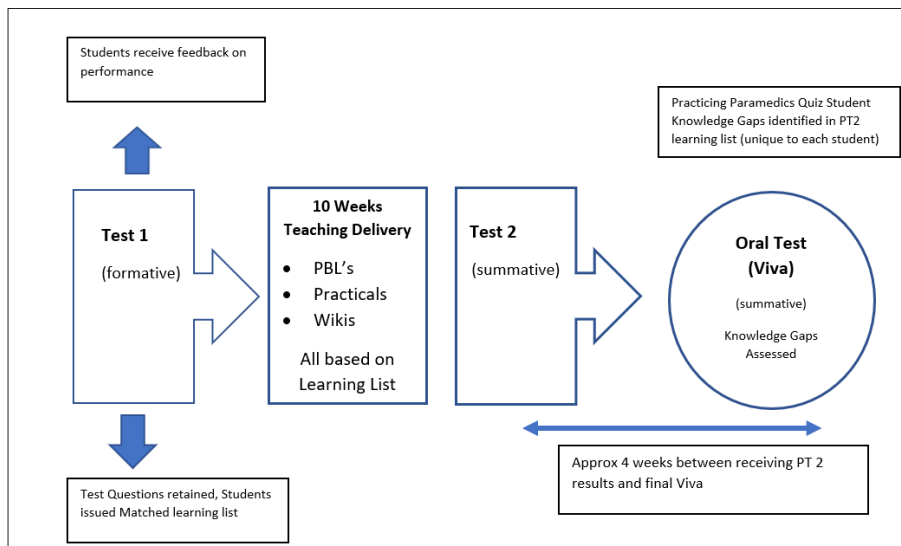 Students receive feedback on
performance
Practicing Paramedics Quiz Student
Knowledge Gaps identified in PT2
learning list (unique to each student)
Test 1
(formative)
10 Weeks
Teaching Delivery
• PBL's
• Practicals
• Wikis
All based on
Learning List
Test 2
(summative)
Oral Test
(Viva)
(summative)
Knowledge Gaps
Assessed
Test Questions retained, Students
issued Matched learning list
Approx 4 weeks between receiving PT 2
results and final Viva